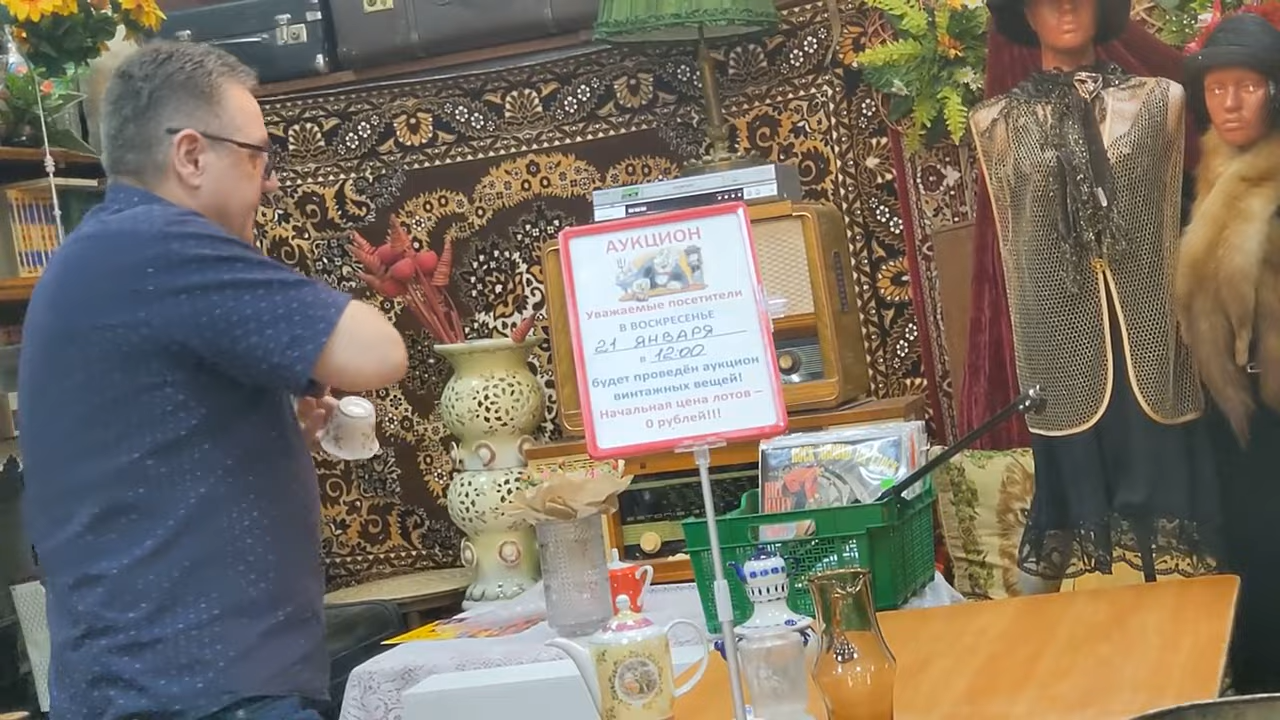 АУКЦИОН
Уважаемые посетители
В ВОСКРЕСЕНЬЕ
21 ЯНВАРЯ
в 12:00
будет проведён аукцион
винтажных вещей!
Начальная цена лотов –
0 рублей!!!